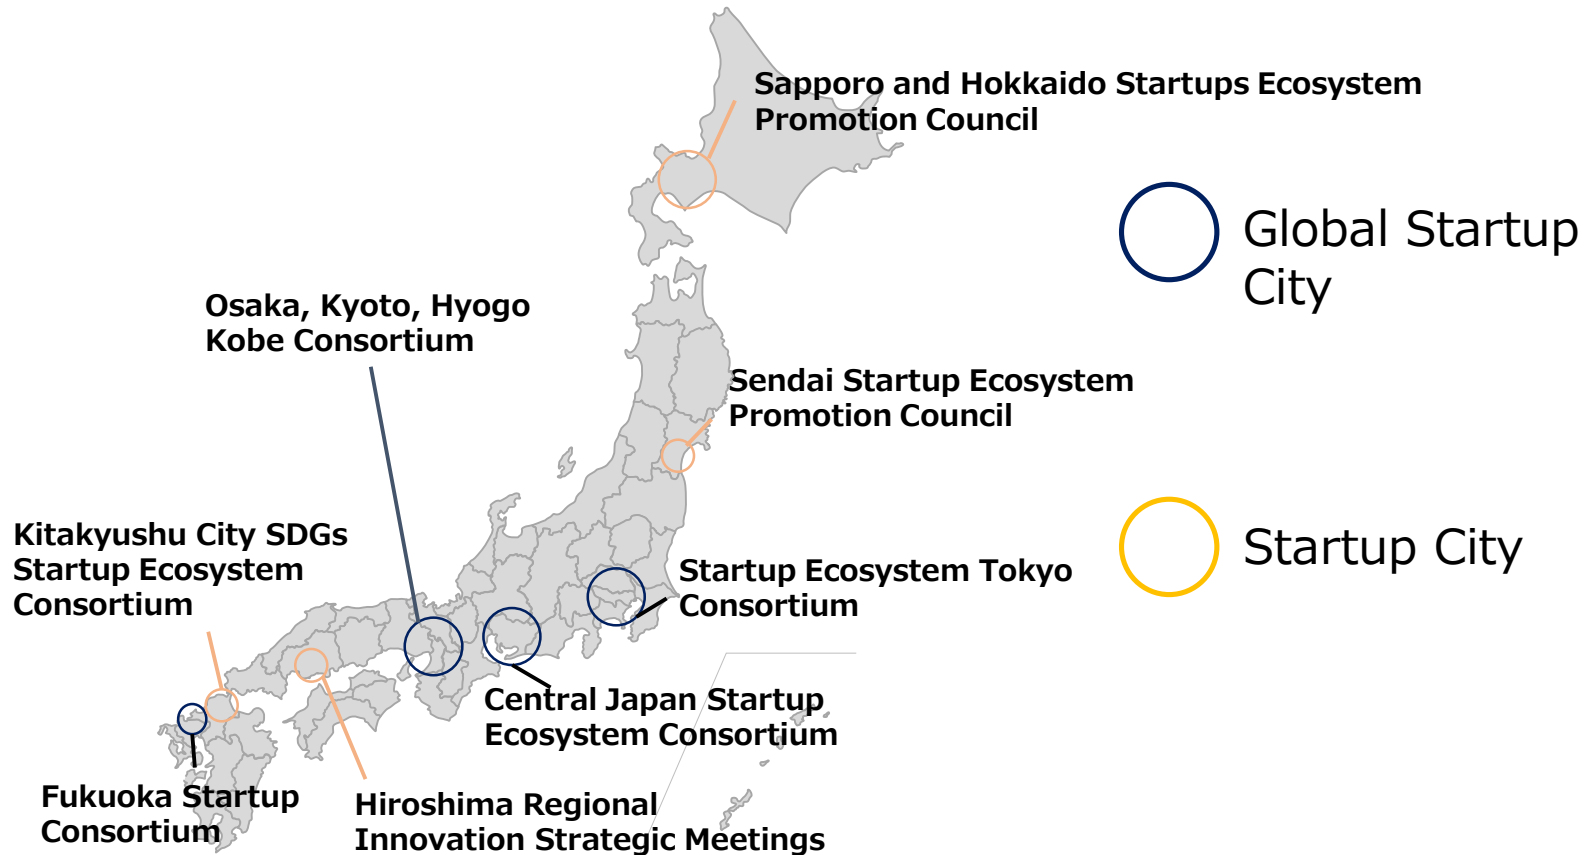 Sapporo and Hokkaido Startups Ecosystem
Promotion Council
Global Startup
City
Osaka, Kyoto, Hyogo
Kobe Consortium
Sendai Startup Ecosystem
Promotion Council
Kitakyushu City SDGs
Startup Ecosystem
Consortium
Startup City
Startup Ecosystem Tokyo
Consortium
Central Japan Startup
Ecosystem Consortium
Fukuoka Startup
Consortium
Hiroshima Regional
Innovation Strategic Meetings